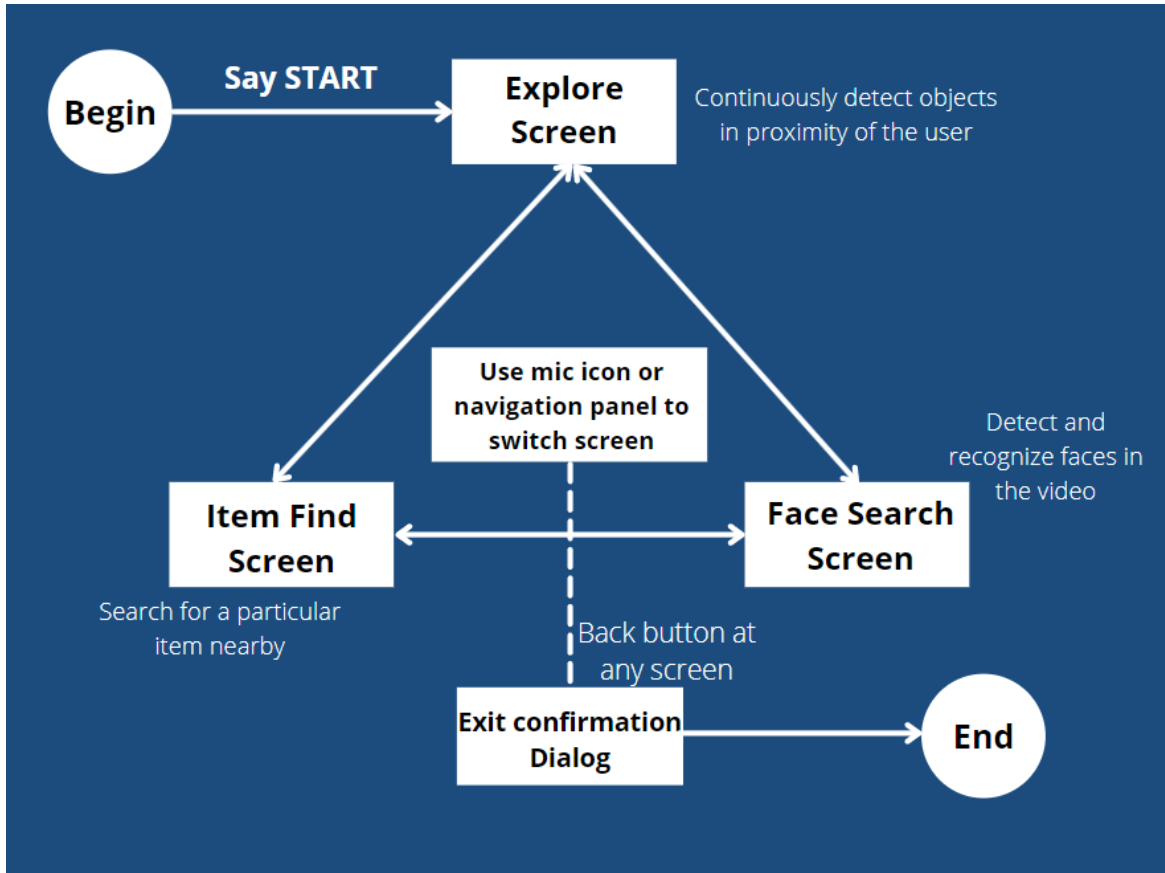 Begin
Say START
Explore
Screen
Continuously detect objects
in proximity of the user
Use mic icon or
navigation panel to
switch screen
Item Find
Screen
Search for a particular
item nearby
Face Search
Screen
Detect and
recognize faces in
the video
Back button at
any screen
Exit confirmation
Dialog
End